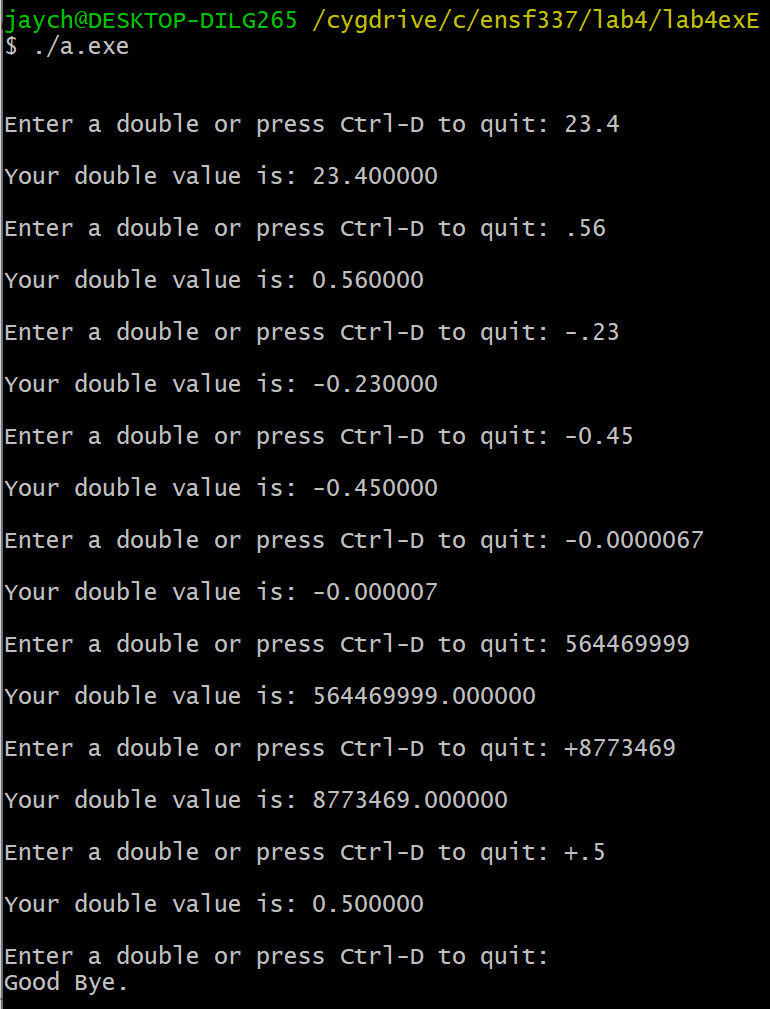 jaych@DESKTOP-DILG265 /cygdrive/c/ensf337/lab4/lab4exE
$ ./a.exe
Enter a double or press Ctrl-D to quit: 23.4
Your double value is: 23.400000
Enter a double or press Ctrl-D to quit: .56
Your double value is: 0.560000
Enter a double or press Ctrl-D to quit: -.23
Your double value is: -0.230000
Enter a double or press Ctrl-D to quit: -0.45
Your double value is: -0.450000
Enter a double or press Ctrl-D to quit: -0.0000067
Your double value is: -0.000007
Enter a double or press Ctrl-D to quit: 564469999
Your double value is: 564469999.000000
Enter a double or press Ctrl-D to quit: +8773469
Your double value is: 8773469.000000
Enter a double or press Ctrl-D to quit: +.5
Your double value is: 0.500000
Enter a double or press Ctrl-D to quit:
Good Bye.